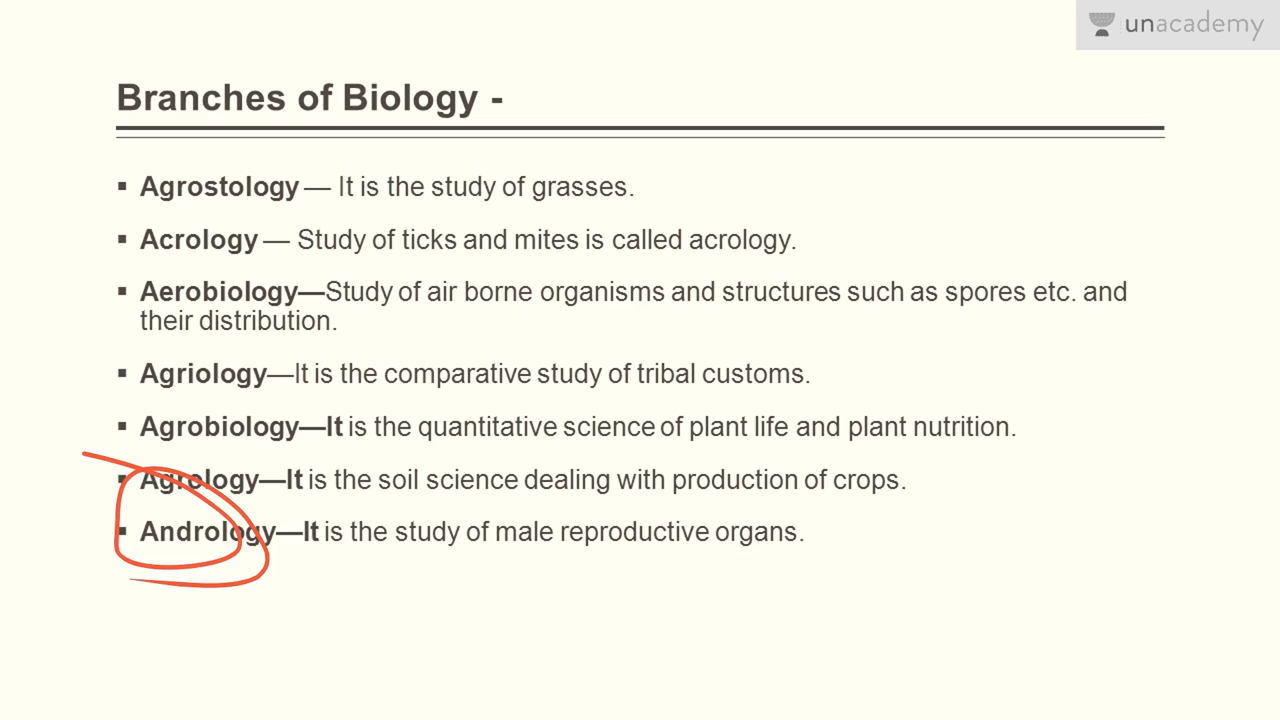 unacademy
Branches of Biology -
▪ Agrostology — It is the study of grasses.
▪ Acrology — Study of ticks and mites is called acrology.
▪ Aerobiology—Study of air borne organisms and structures such as spores etc. and
their distribution.
▪ Agriology—It is the comparative study of tribal customs.
▪ Agrobiology—It is the quantitative science of plant life and plant nutrition.
▪ Agrology—It is the soil science dealing with production of crops.
▪ Andrology—It is the study of male reproductive organs.